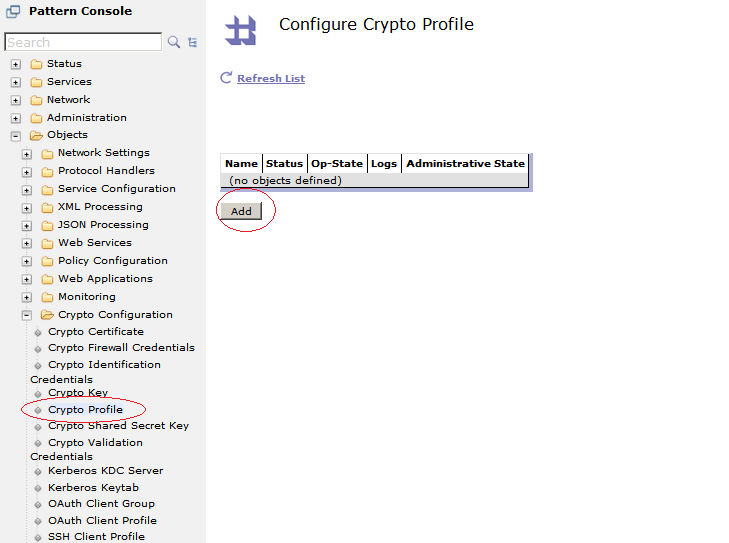 Pattern Console
Search
Status
Services
Network
Administration
Objects
Network Settings
Protocol Handlers
Service Configuration
XML Processing
JSON Processing
Web Services
Policy Configuration
Web Applications
Monitoring
Crypto Configuration
Crypto Certificate
Crypto Firewall Credentials
Crypto Identification
Credentials
Crypto Key
Crypto Profile
Crypto Shared Secret Key
Crypto Validation
Credentials
Kerberos KDC Server
Kerberos Keytab
OAuth Client Group
OAuth Client Profile
SSH Client Profile
Configure Crypto Profile
Refresh List
Name Status Op-State Logs Administrative State
(no objects defined)
Add